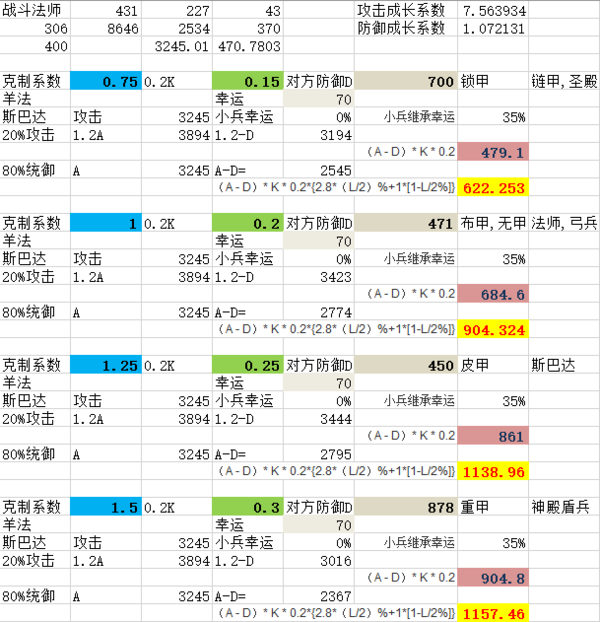 战斗法师 431 227 43 攻击成长系数 7.563934
306 8646 2534 370 防御成长系数 1.072131
400 3245.01 470.7803
克制系数 0.75 0.2K 0.15 对方防御D 700 锁甲 链甲,圣殿
羊法 幸运 70
斯巴达 攻击 3245 小兵幸运 0% 小兵继承幸运 35%
20%攻击 1.2A 3894 1.2-D 3194
(A-D)*K*0.2 479.1
80%统御 A 3245 A-D= 2545
(A-D)*K*0.2*{2.8*(L/2)%+1*[1-L/2%]} 622.253
克制系数 1 0.2K 0.2 对方防御D 471 布甲,无甲 法师,弓兵
羊法 幸运 70
斯巴达 攻击 3245 小兵幸运 0% 小兵继承幸运 35%
20%攻击 1.2A 3894 1.2-D 3423
(A-D)*K*0.2 684.6
80%统御 A 3245 A-D= 2774
(A-D)*K*0.2*{2.8*(L/2)%+1*[1-L/2%]} 904.324
克制系数 1.25 0.2K 0.25 对方防御D 450 皮甲 斯巴达
羊法 幸运 70
斯巴达 攻击 3245 小兵幸运 0% 小兵继承幸运 35%
20%攻击 1.2A 3894 1.2-D 3444
(A-D)*K*0.2 861
80%统御 A 3245 A-D= 2795
(A-D)*K*0.2*{2.8*(L/2)%+1*[1-L/2%]} 1138.96
克制系数 1.5 0.2K 0.3 对方防御D 878 重甲 神殿盾兵
羊法 幸运 70
斯巴达 攻击 3245 小兵幸运 0% 小兵继承幸运 35%
20%攻击 1.2A 3894 1.2-D 3016
(A-D)*K*0.2 904.8
80%统御 A 3245 A-D= 2367
(A-D)*K*0.2*{2.8*(L/2)%+1*[1-L/2%]} 1157.46